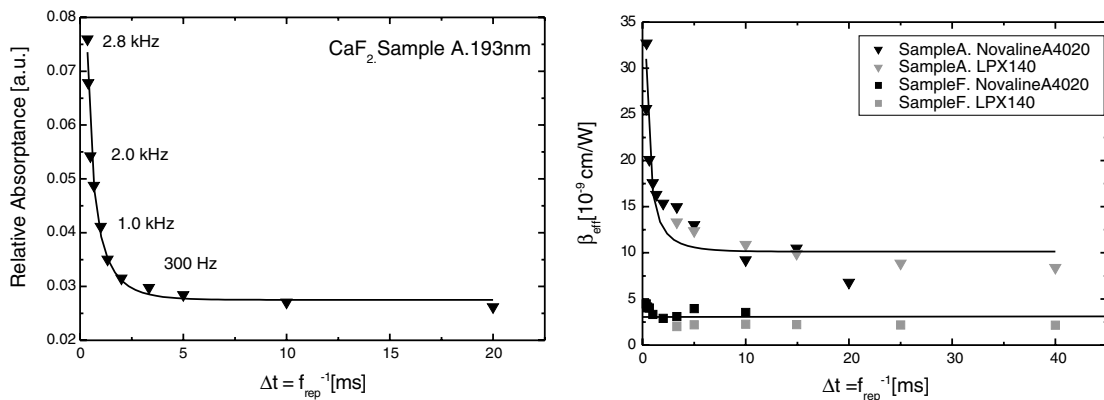 Relative Absorptance [a.u.]
0.08
0.07
0.06
0.05
0.04
0.03
0.02
0
5
10
15
20
Δt = f_rep^-1 [ms]
CaF2. Sample A.193nm
2.8 kHz
2.0 kHz
1.0 kHz
300 Hz
β_eff [10^-9 cm/W]
35
30
25
20
15
10
5
0
0
10
20
30
40
Δt =f_rep^-1[ms]
SampleA. NovalineA4020
SampleA. LPX140
SampleF. NovalineA4020
SampleF. LPX140